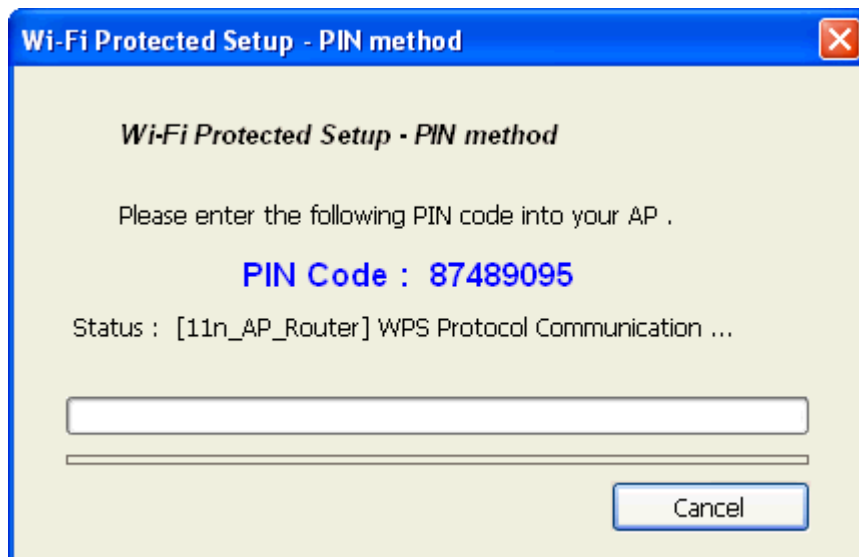 Wi-Fi Protected Setup - PIN method
Wi-Fi Protected Setup - PIN method
Please enter the following PIN code into your AP .
PIN Code : 87489095
Status : [11n_AP_Router] WPS Protocol Communication ...
Cancel